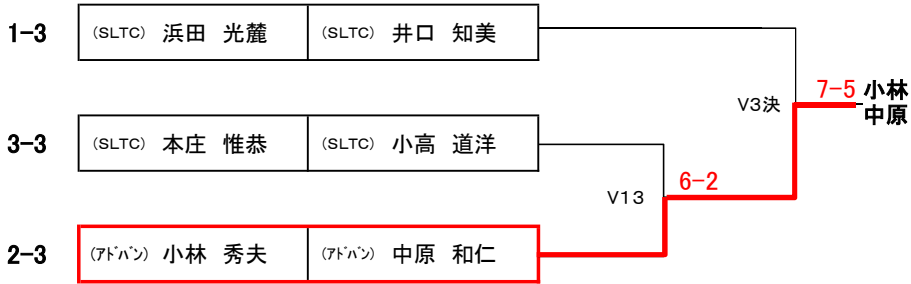 1-3 (SLTC) 浜田 光麓 (SLTC) 井口 知美
7-5 小林
V3決 中原
3-3 (SLTC) 本庄 惟恭 (SLTC) 小高 道洋
6-2
V13
2-3 (アドバン) 小林 秀夫 (アドバン) 中原 和仁